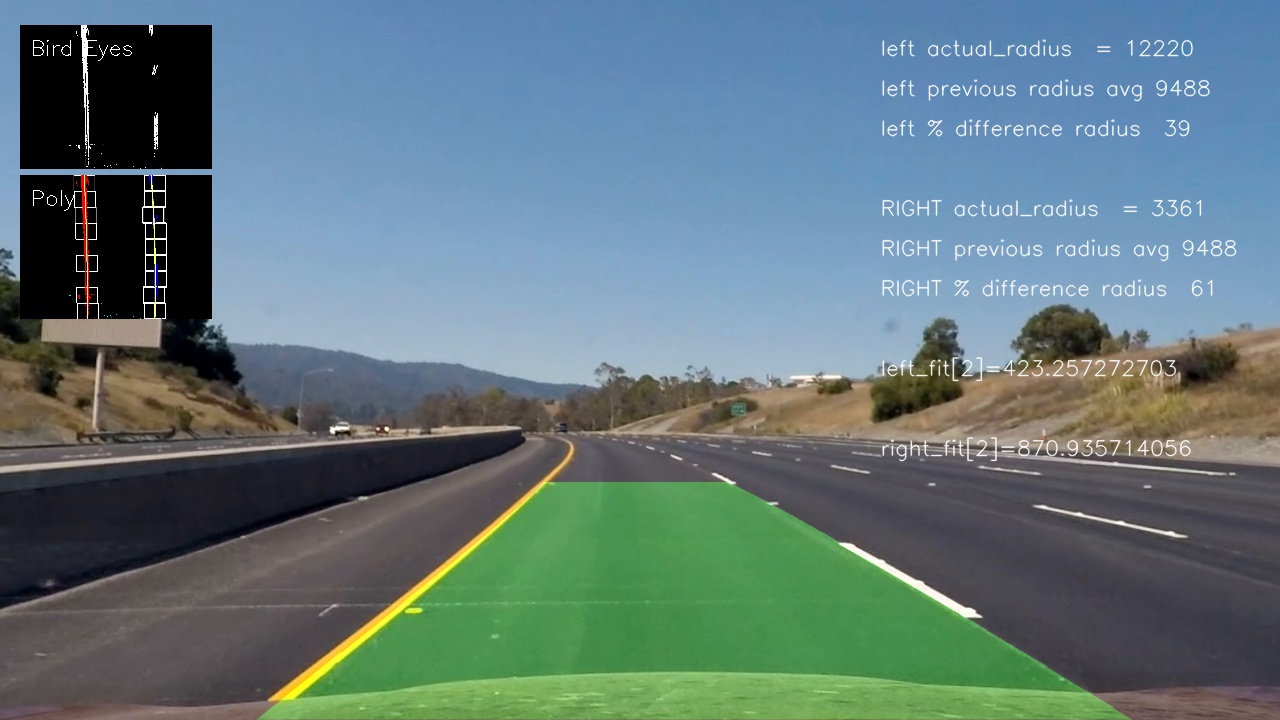 Bird Eyes
Poly
left actual_radius = 12220
left previous radius avg 9488
left % difference radius 39
RIGHT actual_radius = 3361
RIGHT previous radius avg 9488
RIGHT % difference radius 61
left_fit[2]=423.257272703
right_fit[2]=870.935714056